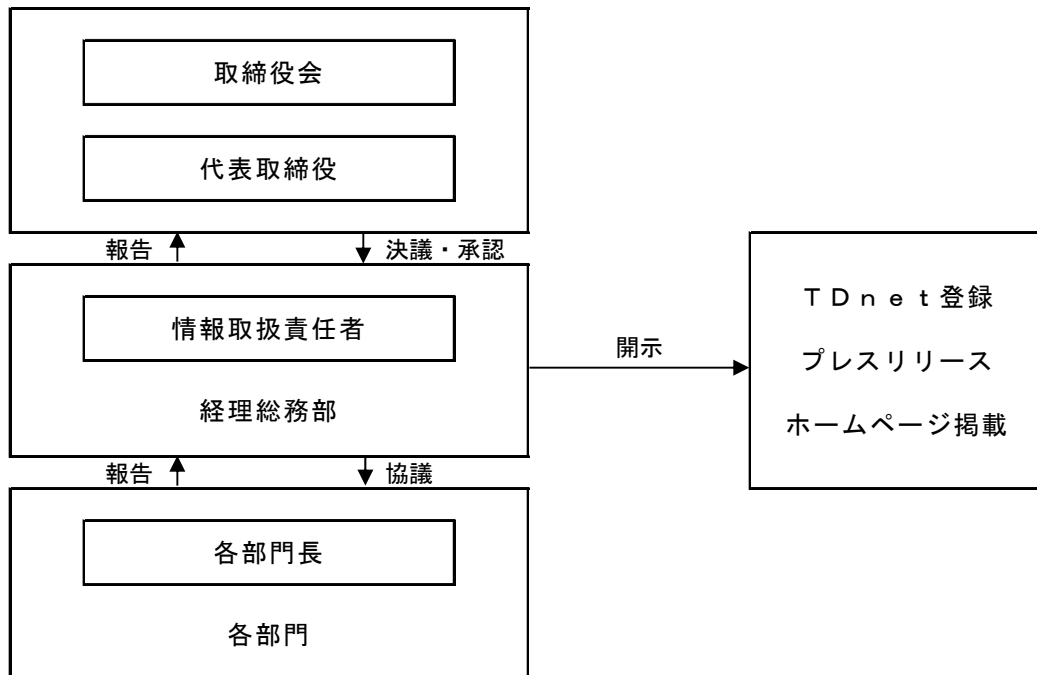 取締役会
代表取締役
報告
決議・承認
情報取扱責任者
経理総務部
開示
ＴＤｎｅｔ登録
プレスリリース
ホームページ掲載
報告
協議
各部門長
各部門